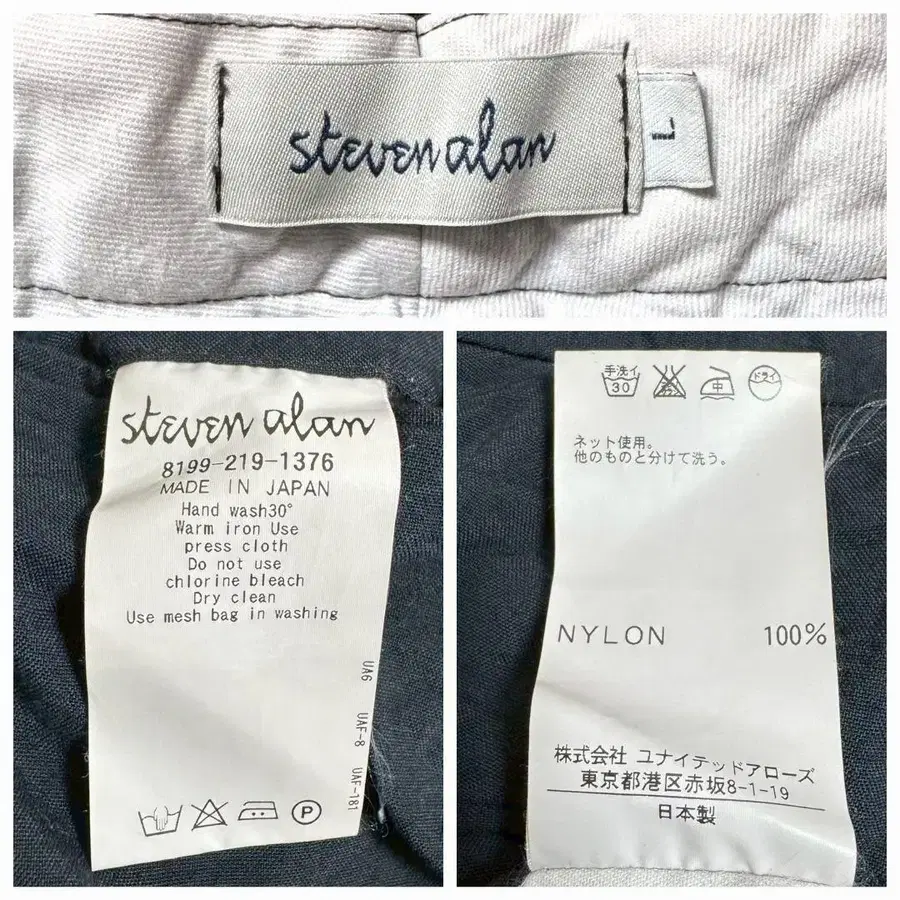 steven alan
L
steven alan
8199-219-1376
MADE IN JAPAN
Hand wash30°
Warm iron Use
press cloth
Do not use
chlorine bleach
Dry clean
Use mesh bag in washing
UA6 UAF-8 UAF-181
P
手洗イ
30
中
ドライ
ネット使用。
他のものと分けて洗う。
NYLON 100%
株式会社 ユナイテッドアローズ
東京都港区赤坂8-1-19
日本製